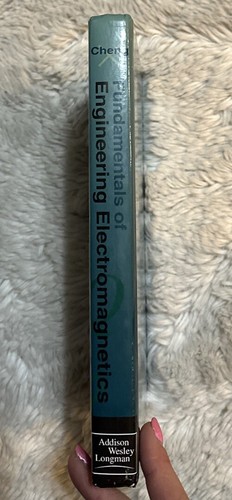 Cheng
Fundamentals of
Engineering Electromagnetics
Addison
Wesley
Longman